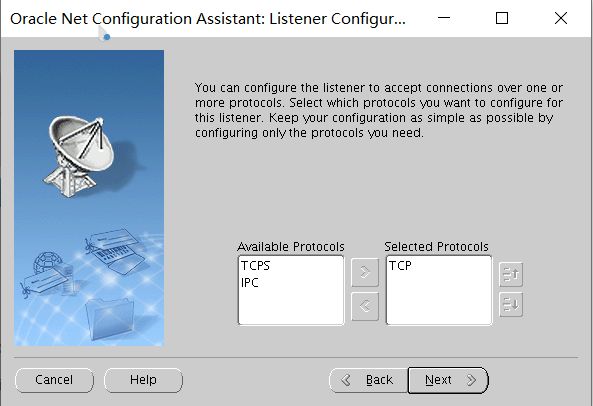 Oracle Net Configuration Assistant: Listener Configur...
You can configure the listener to accept connections over one or
more protocols. Select which protocols you want to configure for
this listener. Keep your configuration as simple as possible by
configuring only the protocols you need.
Available Protocols
Selected Protocols
TCPS
IPC
TCP
Cancel
Help
Back
Next